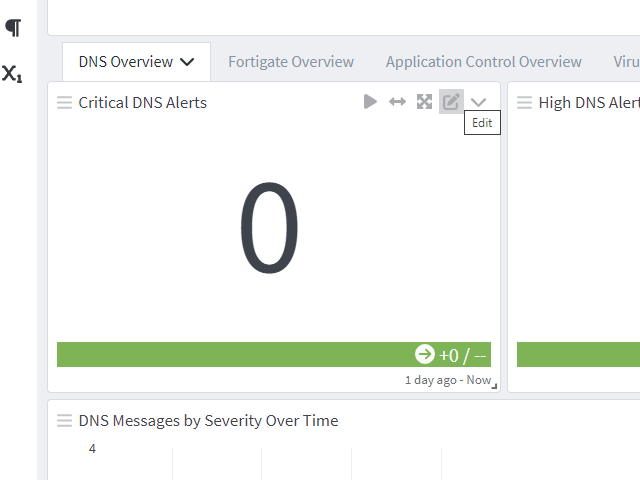 DNS Overview
Fortigate Overview
Application Control Overview
Viru
Critical DNS Alerts
High DNS Alert
Edit
0
+0 / --
1 day ago - Now
DNS Messages by Severity Over Time
4